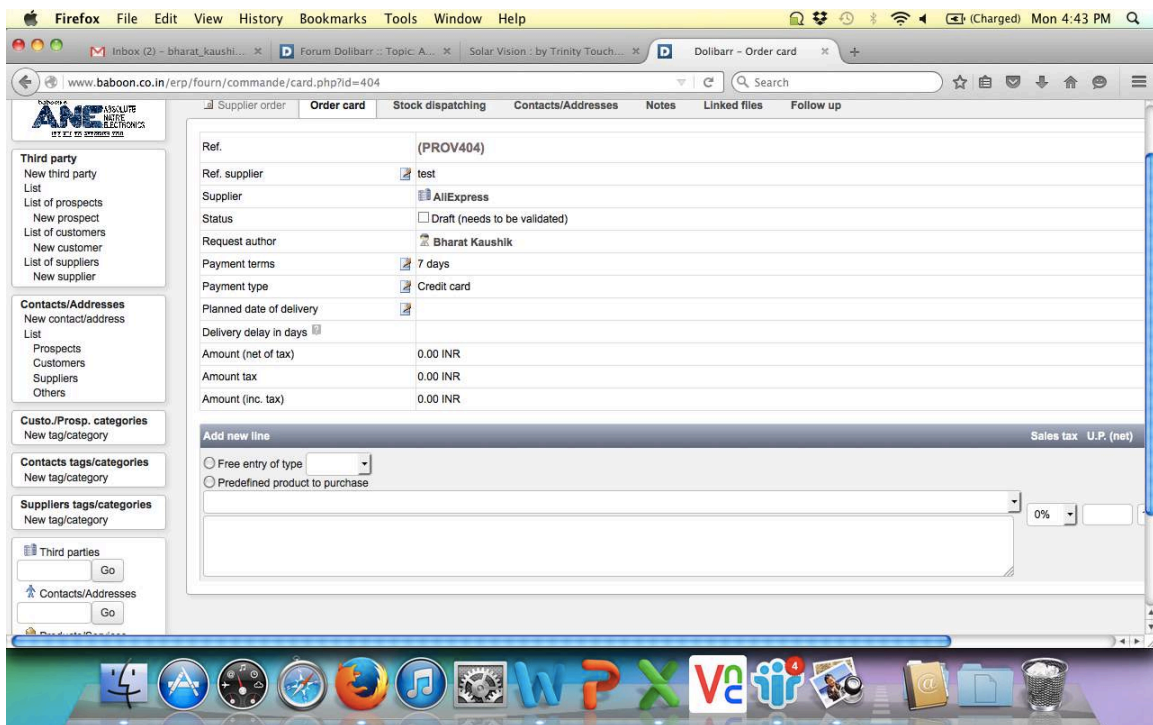 Firefox File Edit View History Bookmarks Tools Window Help (Charged) Mon 4:43 PM
Inbox (2) – bharat_kaushi... × Forum Dolibarr :: Topic: A... × Solar Vision : by Trinity Touch... × Dolibarr – Order card × +
www.baboon.co.in/erp/fourn/commande/card.php?id=404 Search
ANE ABSOLUTE NATRE ELECTRONICS
Supplier order Order card Stock dispatching Contacts/Addresses Notes Linked files Follow up
Third party
New third party
List
List of prospects
New prospect
List of customers
New customer
List of suppliers
New supplier
Contacts/Addresses
New contact/address
List
Prospects
Customers
Suppliers
Others
Custo./Prosp. categories
New tag/category
Contacts tags/categories
New tag/category
Suppliers tags/categories
New tag/category
Third parties
Go
Contacts/Addresses
Go
Ref. (PROV404)
Ref. supplier test
Supplier AliExpress
Status Draft (needs to be validated)
Request author Bharat Kaushik
Payment terms 7 days
Payment type Credit card
Planned date of delivery
Delivery delay in days
Amount (net of tax) 0.00 INR
Amount tax 0.00 INR
Amount (inc. tax) 0.00 INR
Add new line Sales tax U.P. (net)
Free entry of type
Predefined product to purchase
0%
W P X V2C 4